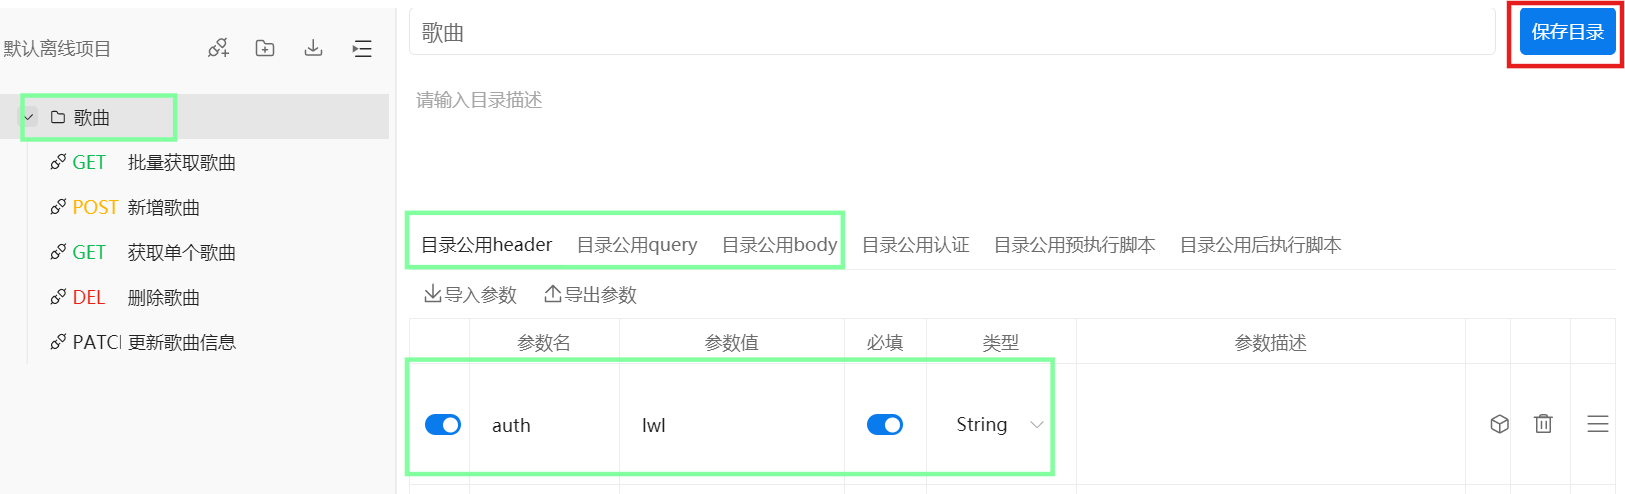 默认离线项目
歌曲
GET 批量获取歌曲
POST 新增歌曲
GET 获取单个歌曲
DEL 删除歌曲
PATCH 更新歌曲信息
歌曲
保存目录
请输入目录描述
目录公用header 目录公用query 目录公用body 目录公用认证 目录公用预执行脚本 目录公用后执行脚本
导入参数 导出参数
参数名 参数值 必填 类型 参数描述
auth lwl String